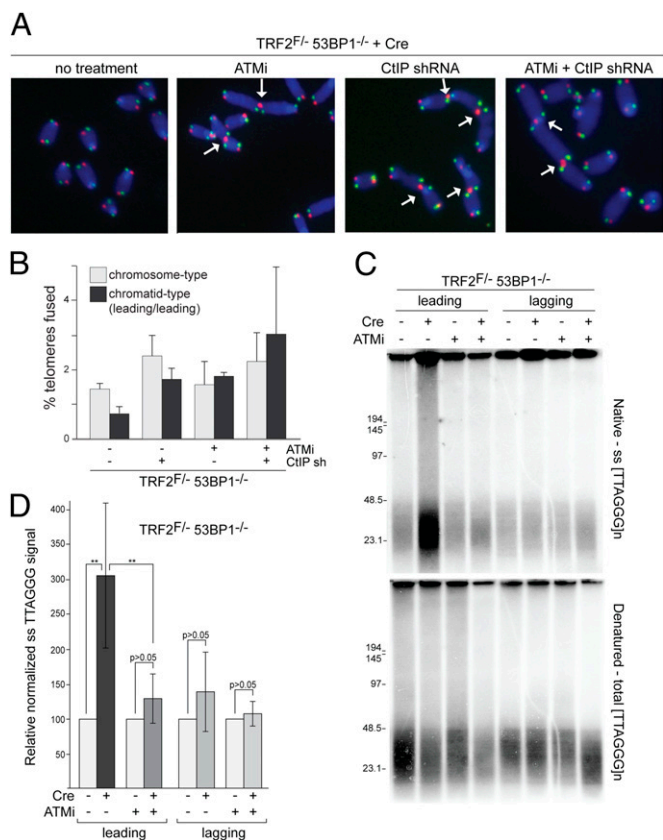 A
TRF2F/- 53BP1-/- + Cre
no treatment
ATMi
CtIP shRNA
ATMi + CtIP shRNA
B
% telomeres fused
4
2
0
chromosome-type
chromatid-type
(leading/leading)
- - + + ATMi
- + - + CtIP sh
TRF2F/- 53BP1-/-
C
TRF2F/- 53BP1-/-
leading lagging
Cre - + - + - + - +
ATMi - - + + - - + +
194-
145-
97-
48.5-
23.1-
Native - ss [TTAGGG]n
194-
145-
97-
48.5-
23.1-
Denatured - total [TTAGGG]n
D
TRF2F/- 53BP1-/-
Relative normalized ss TTAGGG signal
400
350
300
250
200
150
100
50
** **
p>0.05
p>0.05
p>0.05
Cre - + - + - + - +
ATMi - - + + - - + +
leading lagging